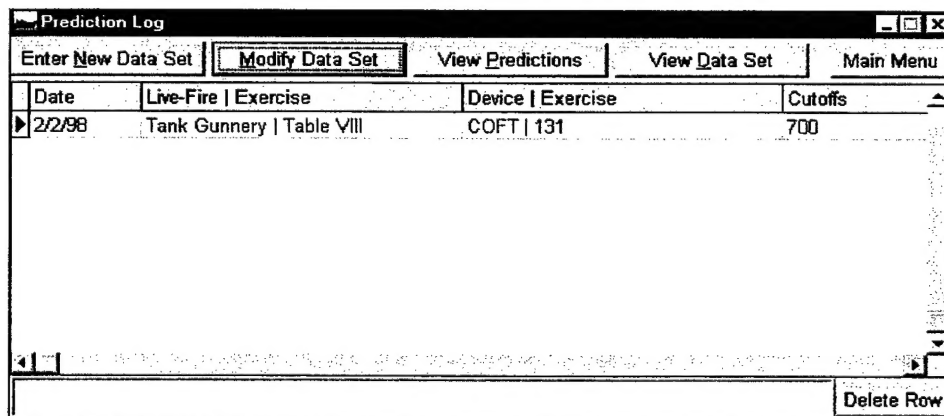 Prediction Log
Enter New Data Set Modify Data Set View Predictions View Data Set Main Menu
Date Live-Fire | Exercise Device | Exercise Cutoffs
2/2/98 Tank Gunnery | Table VIII COFT | 131 700
Delete Row